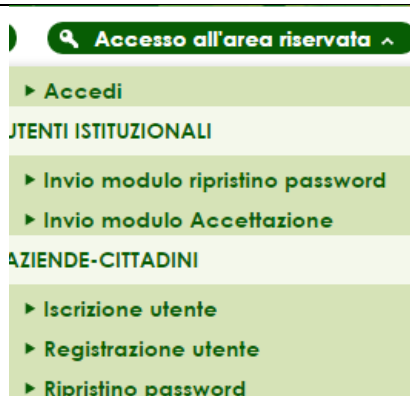 Accesso all'area riservata
Accedi
UTENTI ISTITUZIONALI
Invio modulo ripristino password
Invio modulo Accettazione
AZIENDE-CITTADINI
Iscrizione utente
Registrazione utente
Ripristino password